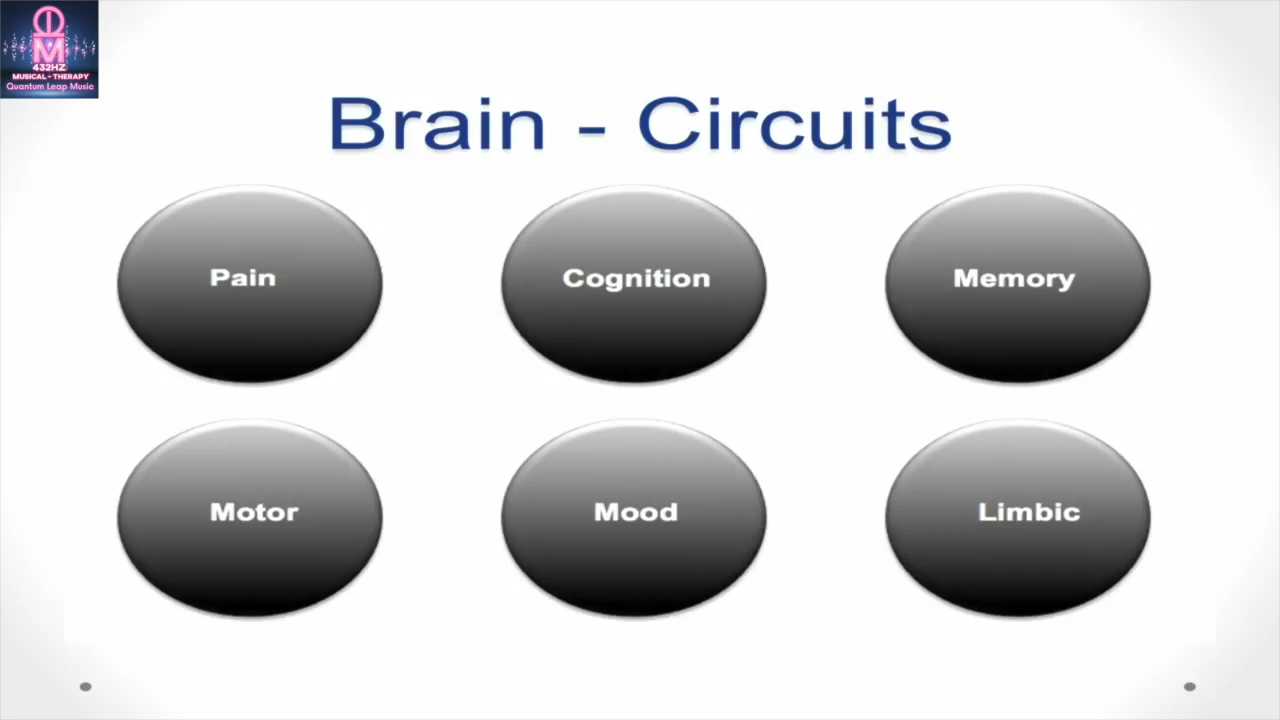 M
432HZ
MUSICAL - THERAPY
Quantum Leap Music
Brain - Circuits
Pain
Cognition
Memory
Motor
Mood
Limbic